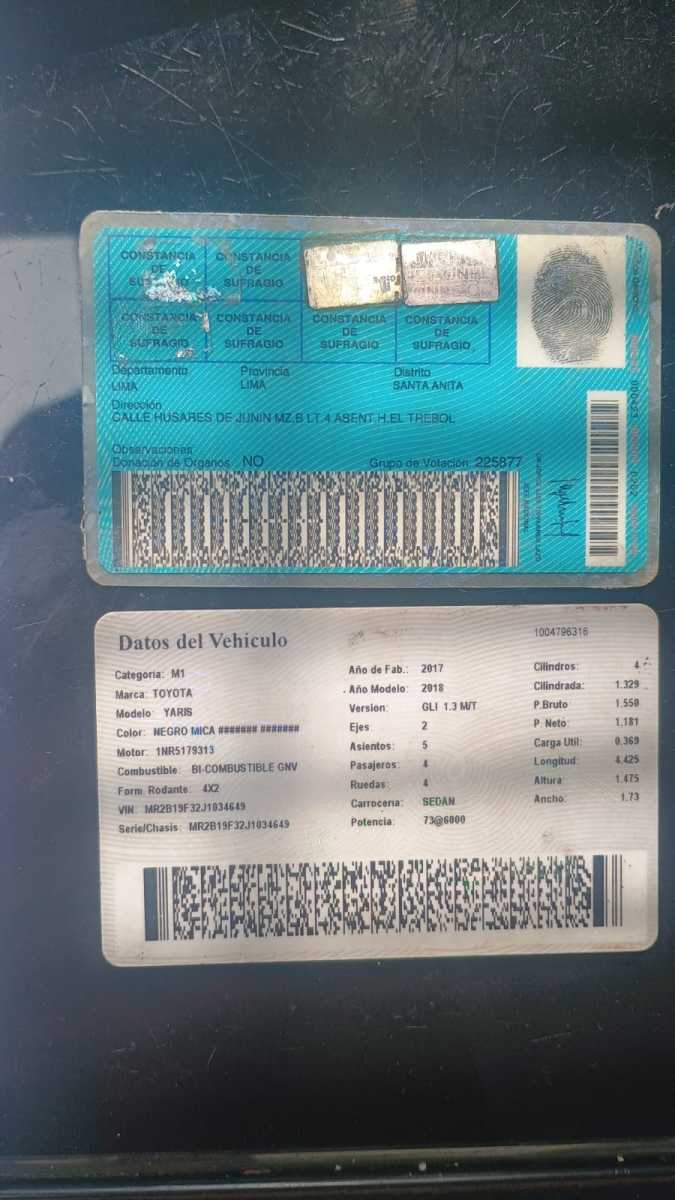 CONSTANCIA DE SUFRAGIO
CONSTANCIA DE SUFRAGIO
CONSTANCIA DE SUFRAGIO
CONSTANCIA DE SUFRAGIO
CONSTANCIA DE SUFRAGIO
CONSTANCIA DE SUFRAGIO
Departamento Provincia Distrito
LIMA LIMA SANTA ANITA
Dirección
CALLE HUSARES DE JUNIN MZ.B LT.4 ASENT.H.EL TREBOL
Observaciones
Donación de Organos NO Grupo de Votación 225877
Datos del Vehiculo 1004796316
Categoria: M1 Año de Fab.: 2017 Cilindros: 4
Marca: TOYOTA Año Modelo: 2018 Cilindrada: 1.329
Modelo YARIS Version: GLI 1.3 M/T P.Bruto 1.550
Color: NEGRO MICA ####### ####### Ejes: 2 P. Neto: 1.181
Motor: 1NR5179313 Asientos: 5 Carga Util: 0.369
Combustible: BI-COMBUSTIBLE GNV Pasajeros: 4 Longitud: 4.425
Form. Rodante: 4X2 Ruedas: 4 Altura: 1.475
VIN: MR2B19F32J1034649 Carroceria: SEDAN Ancho: 1.73
Serie/Chasis: MR2B19F32J1034649 Potencia: 73@6000